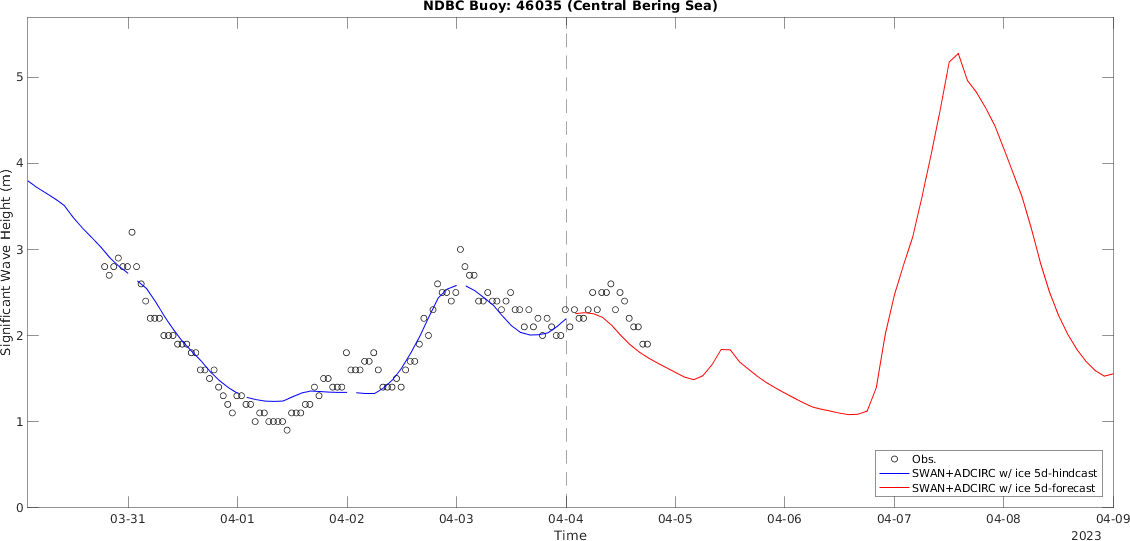 NDBC Buoy: 46035 (Central Bering Sea)
Significant Wave Height (m)
5
4
3
2
1
0
Obs.
SWAN+ADCIRC w/ ice 5d-hindcast
SWAN+ADCIRC w/ ice 5d-forecast
03-31 04-01 04-02 04-03 04-04 04-05 04-06 04-07 04-08 04-09
Time
2023